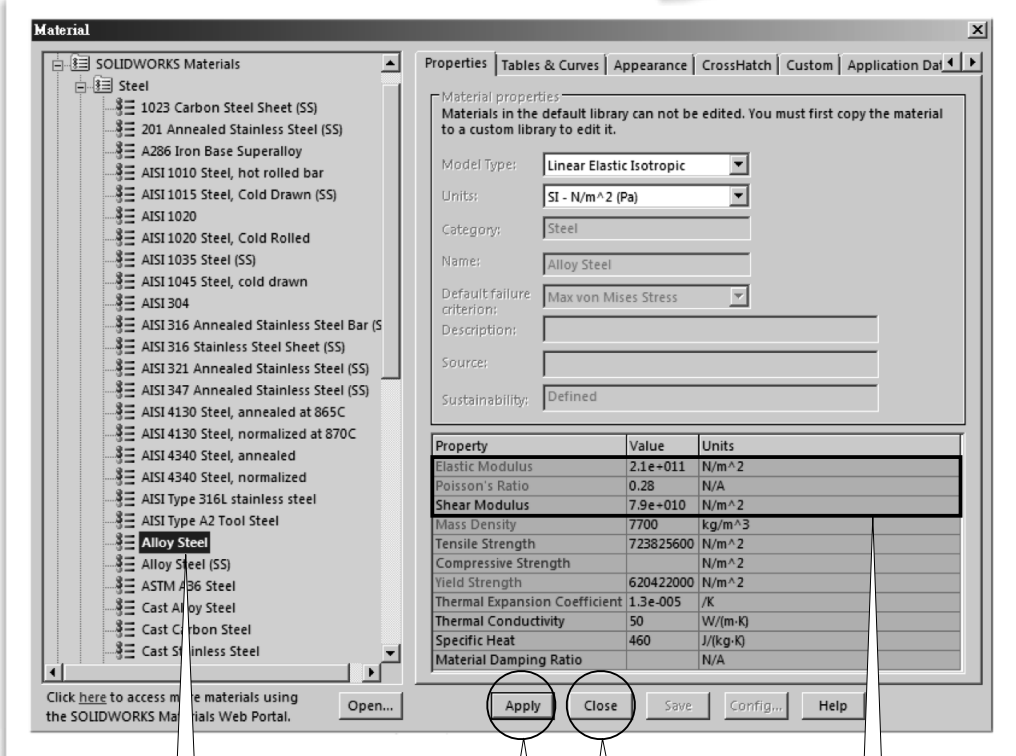 Material
SOLIDWORKS Materials
Steel
1023 Carbon Steel Sheet (SS)
201 Annealed Stainless Steel (SS)
A286 Iron Base Superalloy
AISI 1010 Steel, hot rolled bar
AISI 1015 Steel, Cold Drawn (SS)
AISI 1020
AISI 1020 Steel, Cold Rolled
AISI 1035 Steel (SS)
AISI 1045 Steel, cold drawn
AISI 304
AISI 316 Annealed Stainless Steel Bar (S
AISI 316 Stainless Steel Sheet (SS)
AISI 321 Annealed Stainless Steel (SS)
AISI 347 Annealed Stainless Steel (SS)
AISI 4130 Steel, annealed at 865C
AISI 4130 Steel, normalized at 870C
AISI 4340 Steel, annealed
AISI 4340 Steel, normalized
AISI Type 316L stainless steel
AISI Type A2 Tool Steel
Alloy Steel
Alloy Steel (SS)
ASTM A36 Steel
Cast Alloy Steel
Cast Carbon Steel
Cast Stainless Steel
Click here to access more materials using
the SOLIDWORKS Materials Web Portal.
Open...
Properties Tables & Curves Appearance CrossHatch Custom Application Dat
Material properties
Materials in the default library can not be edited. You must first copy the material
to a custom library to edit it.
Model Type: Linear Elastic Isotropic
Units: SI - N/m^2 (Pa)
Category: Steel
Name: Alloy Steel
Default failure
criterion: Max von Mises Stress
Description:
Source:
Sustainability: Defined
Property Value Units
Elastic Modulus 2.1e+011 N/m^2
Poisson's Ratio 0.28 N/A
Shear Modulus 7.9e+010 N/m^2
Mass Density 7700 kg/m^3
Tensile Strength 723825600 N/m^2
Compressive Strength N/m^2
Yield Strength 620422000 N/m^2
Thermal Expansion Coefficient 1.3e-005 /K
Thermal Conductivity 50 W/(m·K)
Specific Heat 460 J/(kg·K)
Material Damping Ratio N/A
Apply Close Save Config... Help